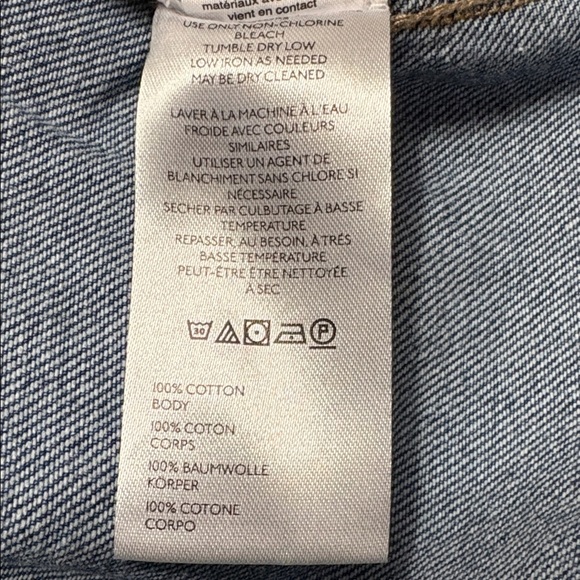 matériaux
vient en contact
USE ONLY NON-CHLORINE
BLEACH
TUMBLE DRY LOW
LOW IRON AS NEEDED
MAY BE DRY CLEANED
LAVER À LA MACHINE À L'EAU
FROIDE AVEC COULEURS
SIMILAIRES
UTILISER UN AGENT DE
BLANCHIMENT SANS CHLORE SI
NÉCESSAIRE
SECHER PAR CULBUTAGE À BASSE
TEMPERATURE
REPASSER, AU BESOIN, À TRÉS
BASSE TEMPÉRATURE
PEUT-ÊTRE ÊTRE NETTOYÉE
À SEC
30 P
100% COTTON
BODY
100% COTON
CORPS
100% BAUMWOLLE
KÖRPER
100% COTONE
CORPO